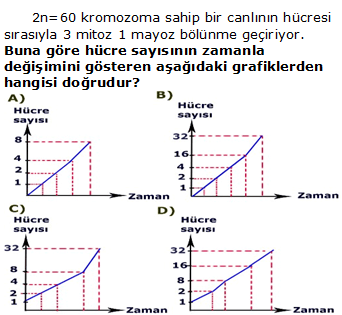 2n=60 kromozoma sahip bir canlının hücresi
sırasıyla 3 mitoz 1 mayoz bölünme geçiriyor.
Buna göre hücre sayısının zamanla
değişimini gösteren aşağıdaki grafiklerden
hangisi doğrudur?
A)
Hücre
sayısı
8
4
2
1
Zaman
B)
Hücre
sayısı
32
16
4
2
1
Zaman
C)
Hücre
sayısı
32
8
4
2
1
Zaman
D)
Hücre
sayısı
32
16
8
2
1
Zaman